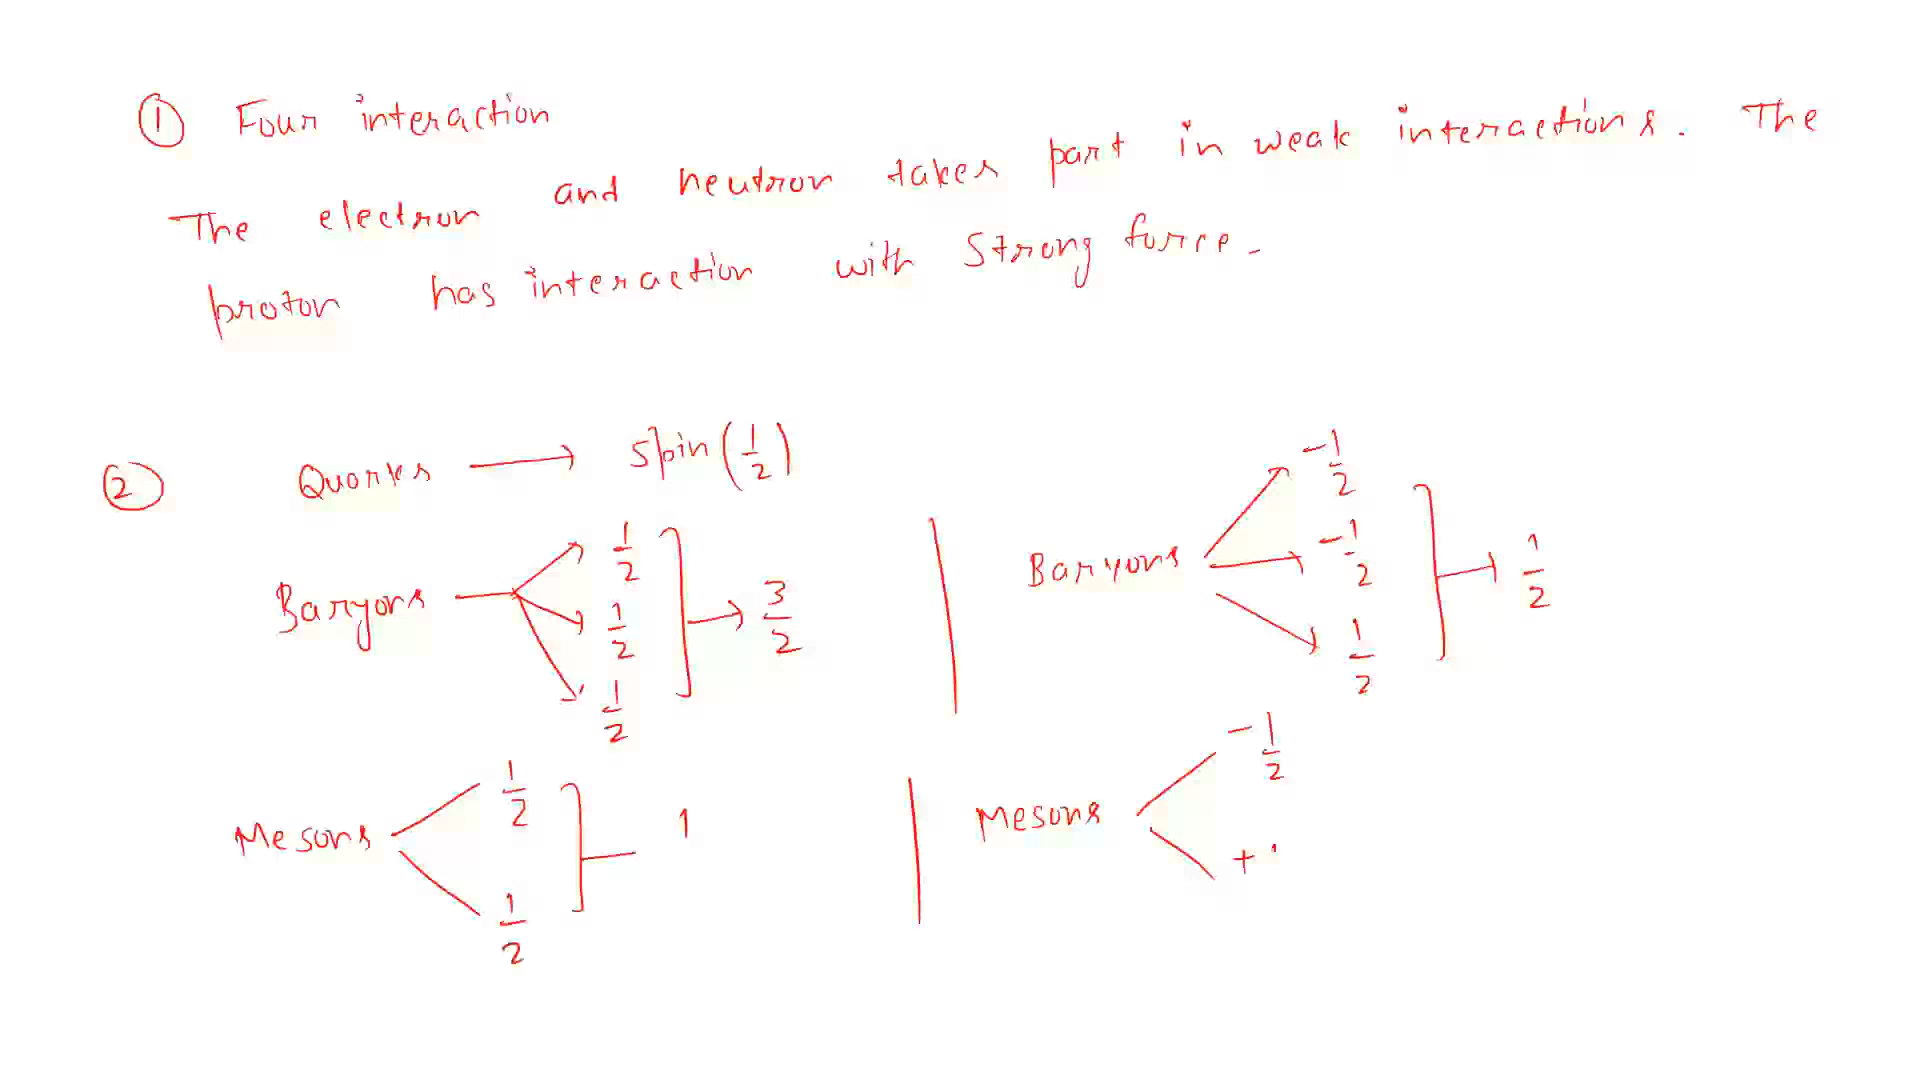 ① Four interaction
The electron and neutron takes part in weak interactions. The
proton has interaction with strong force.
② Quarks → spin (1/2)
Baryons 1/2 1/2 1/2 → 3/2
Baryons -1/2 -1/2 1/2 → 1/2
Mesons 1/2 1/2 1
Mesons -1/2 +